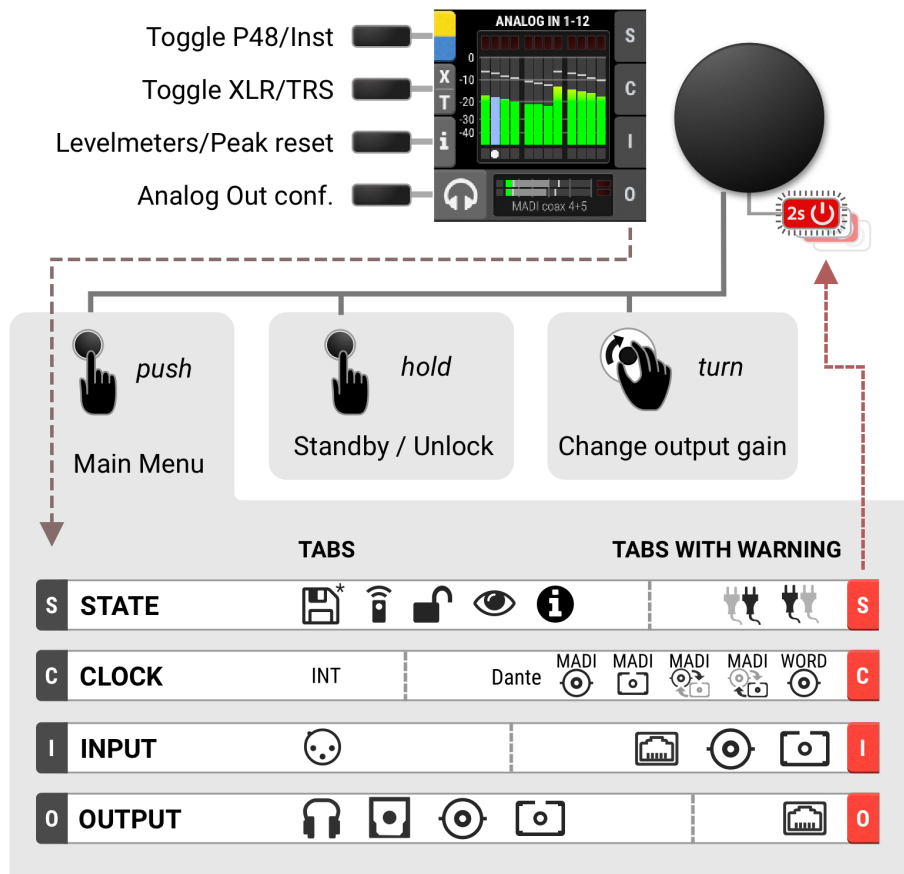 Toggle P48/Inst
Toggle XLR/TRS
Levelmeters/Peak reset
Analog Out conf.
ANALOG IN 1-12
0
-10
-20
-30
-40
X
T
i
S
C
I
O
MADI coax 4+5
2s
push
Main Menu
hold
Standby / Unlock
turn
Change output gain
TABS
TABS WITH WARNING
S STATE * i S
C CLOCK INT Dante MADI MADI MADI MADI WORD C
I INPUT I
O OUTPUT O